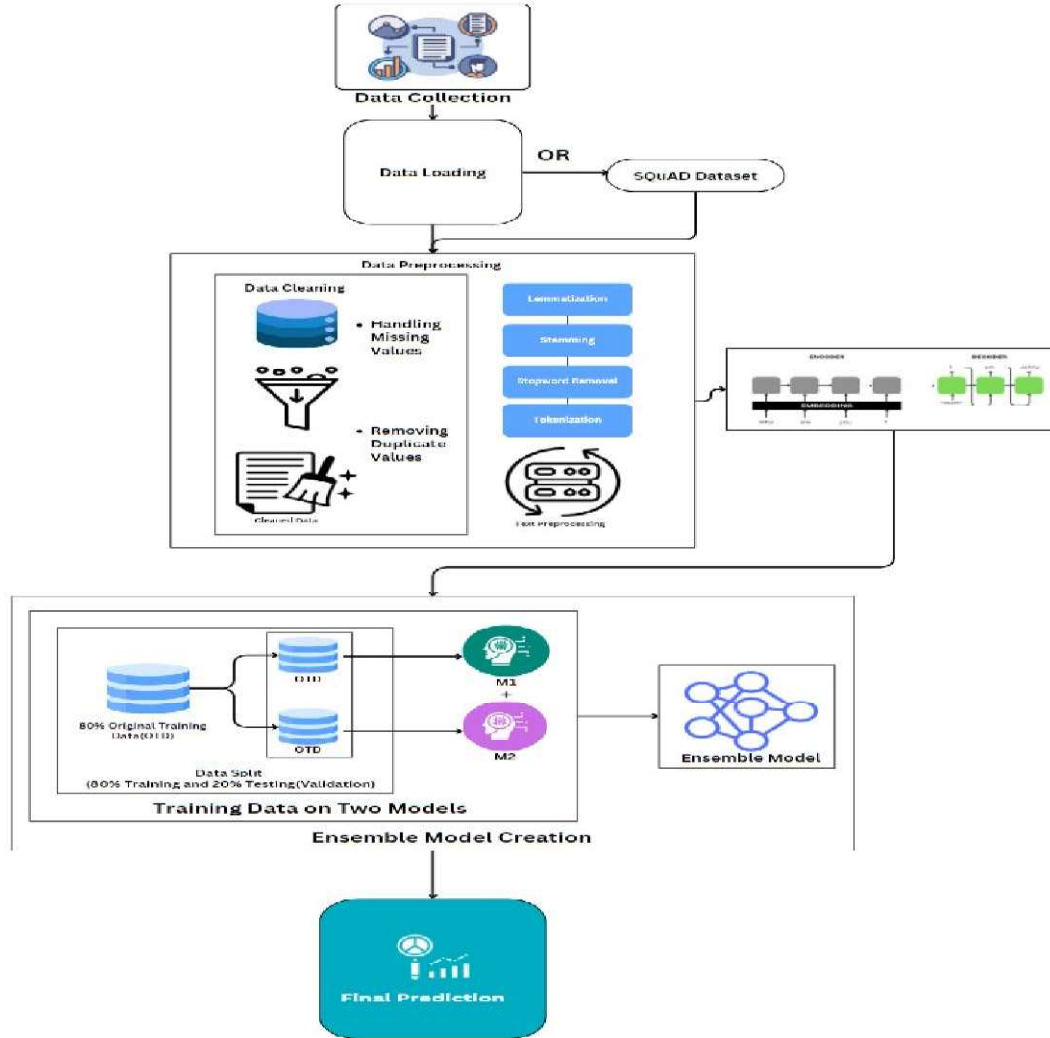 Data Collection
Data Loading
OR
SQuAD Dataset
Data Preprocessing
Data Cleaning
• Handling
Missing
Values
• Removing
Duplicate
Values
Cleaned Data
Lemmatization
Stemming
Stopword Removal
Tokenization
Text Preprocessing
ENCODER
EMBEDDING
DECODER
80% Original Training
Data(OTD)
OTD
OTD
M1
+
M2
Data Split
(80% Training and 20% Testing(Validation)
Training Data on Two Models
Ensemble Model
Ensemble Model Creation
Final Prediction